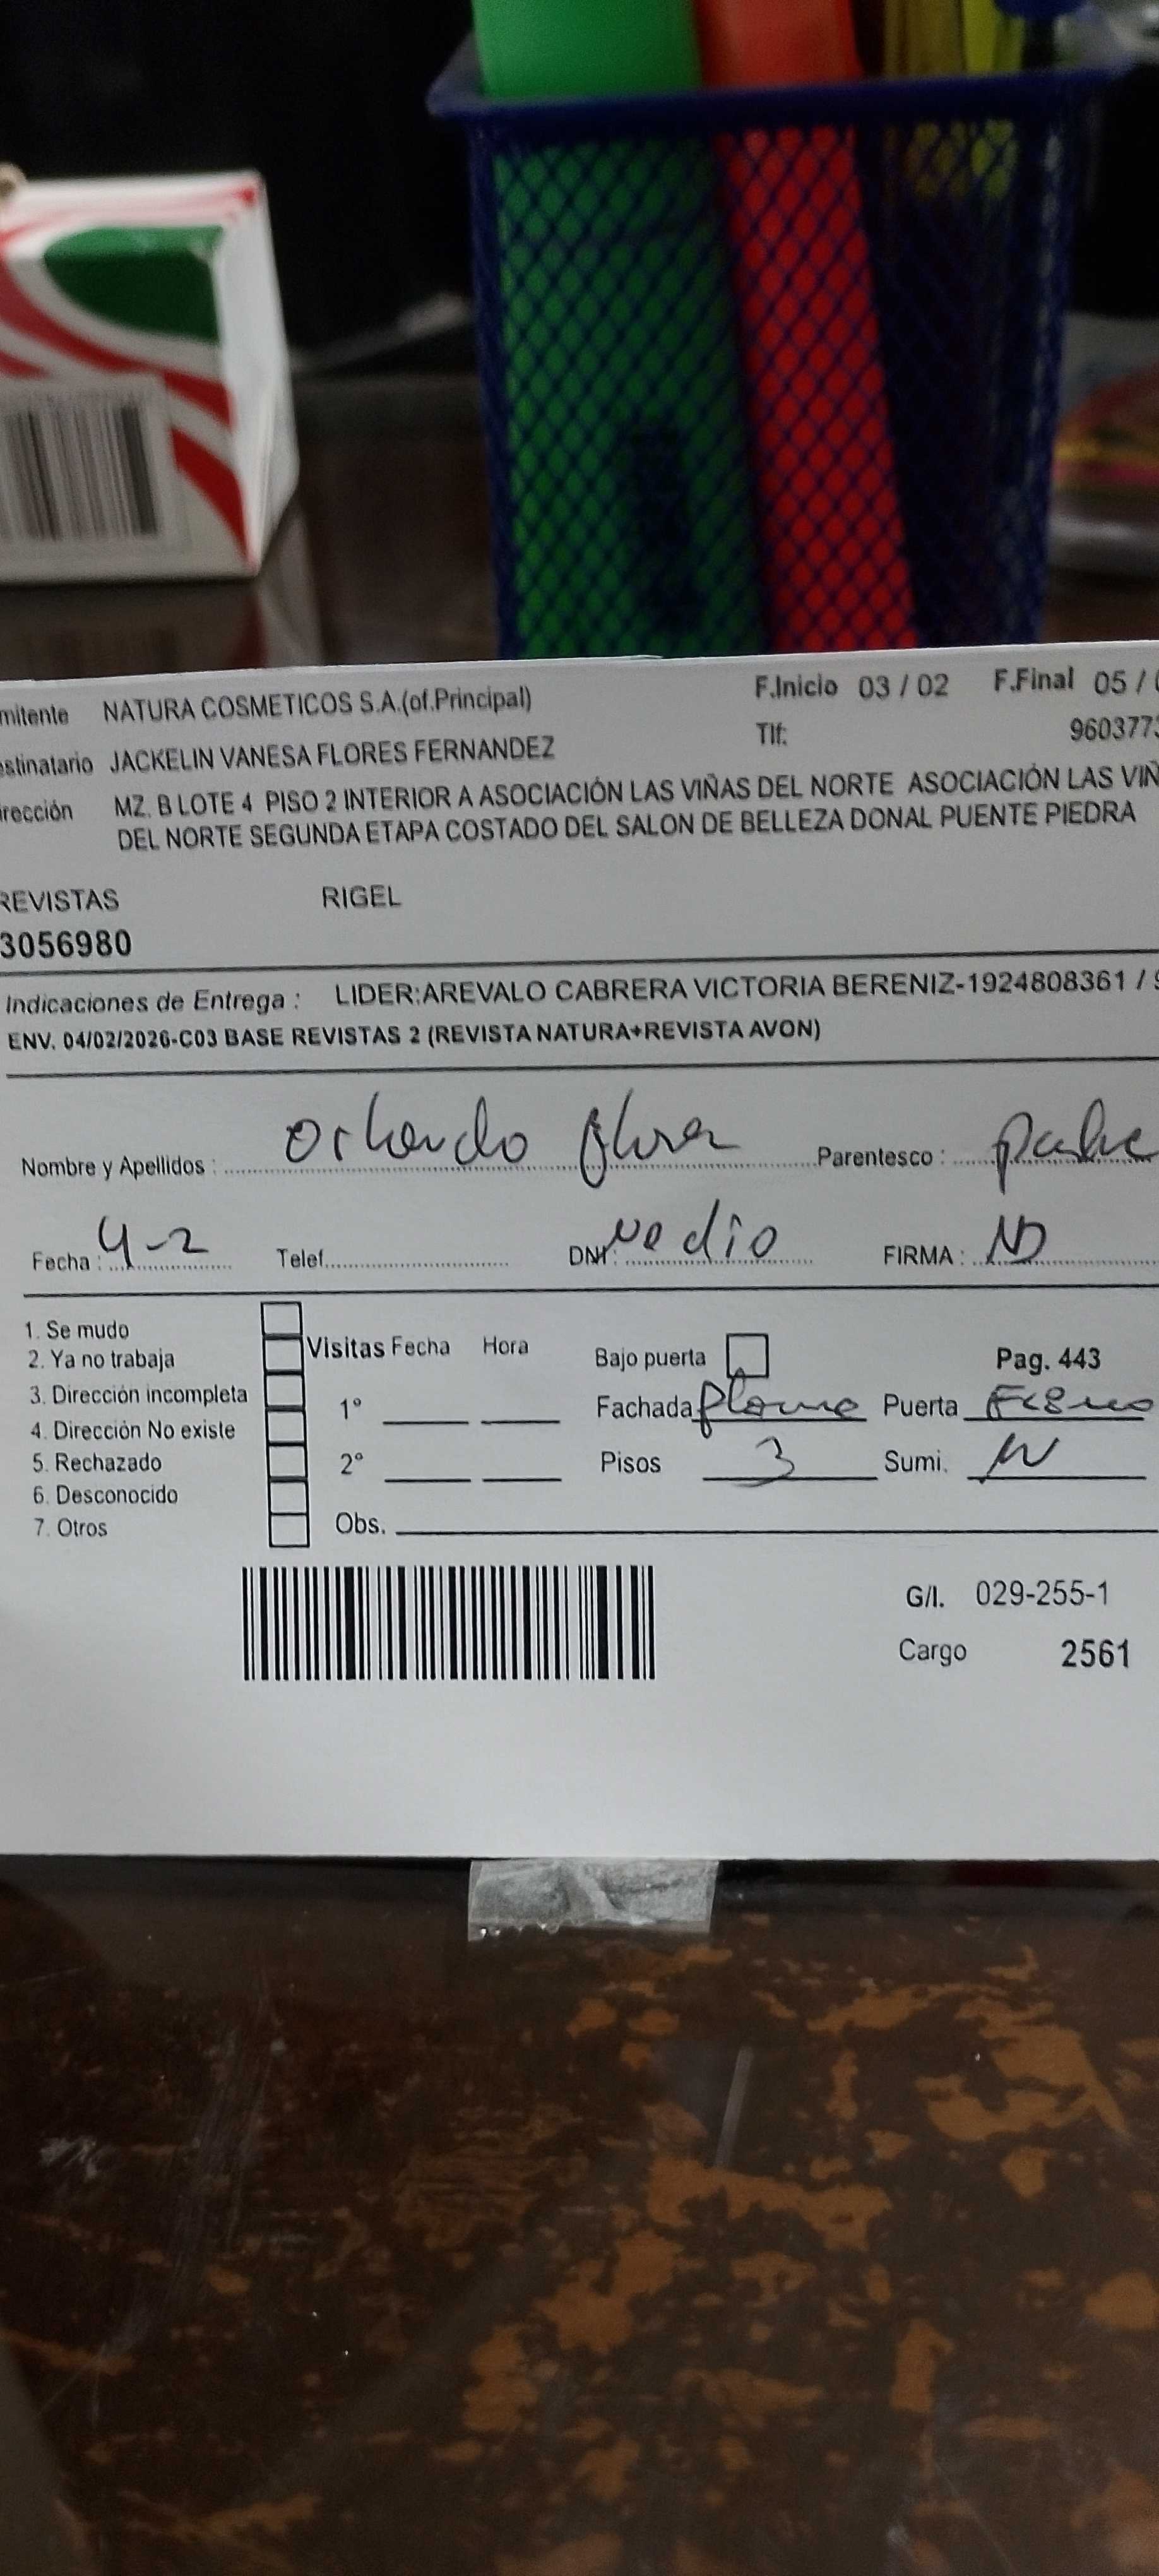 mitente NATURA COSMETICOS S.A.(of.Principal) F.Inicio 03 / 02 F.Final 05 /
Tlf: 960377
estinatario JACKELIN VANESA FLORES FERNANDEZ
irección MZ. B LOTE 4 PISO 2 INTERIOR A ASOCIACIÓN LAS VIÑAS DEL NORTE ASOCIACIÓN LAS VIÑ
DEL NORTE SEGUNDA ETAPA COSTADO DEL SALON DE BELLEZA DONAL PUENTE PIEDRA
REVISTAS RIGEL
3056980
Indicaciones de Entrega : LIDER:AREVALO CABRERA VICTORIA BERENIZ-1924808361 /
ENV. 04/02/2026-C03 BASE REVISTAS 2 (REVISTA NATURA+REVISTA AVON)
Nombre y Apellidos : Orlando flores Parentesco : padre
Fecha : 4-2 Telef. DNI: No dio FIRMA :
1. Se mudo
2. Ya no trabaja
3. Dirección incompleta
4. Dirección No existe
5. Rechazado
6. Desconocido
7. Otros
Visitas Fecha Hora
1°
2°
Obs.
Bajo puerta Pag. 443
Fachada plomo Puerta
Pisos 3 Sumi.
G/I. 029-255-1
Cargo 2561